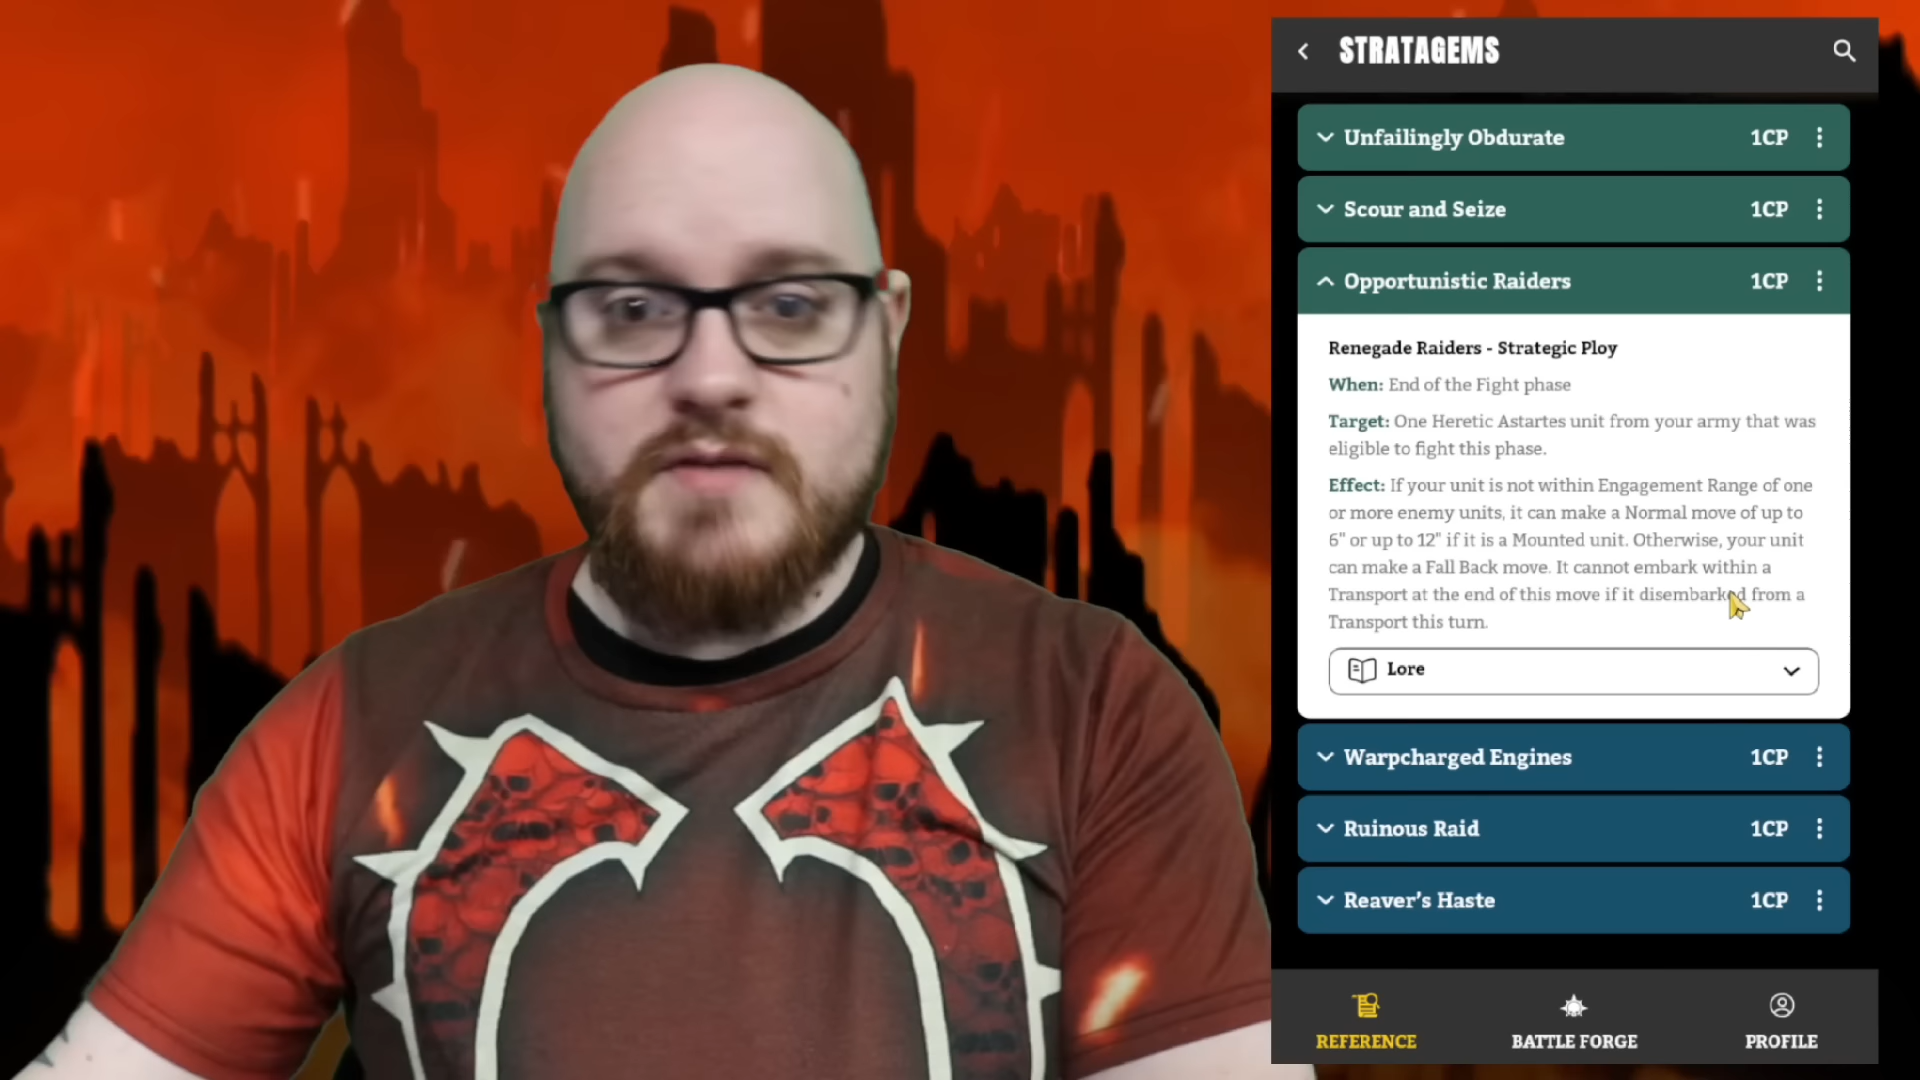 STRATAGEMS
Unfailingly Obdurate 1CP
Scour and Seize 1CP
Opportunistic Raiders 1CP
Renegade Raiders - Strategic Ploy
When: End of the Fight phase
Target: One Heretic Astartes unit from your army that was
eligible to fight this phase.
Effect: If your unit is not within Engagement Range of one
or more enemy units, it can make a Normal move of up to
6" or up to 12" if it is a Mounted unit. Otherwise, your unit
can make a Fall Back move. It cannot embark within a
Transport at the end of this move if it disembarked from a
Transport this turn.
Lore
Warpcharged Engines 1CP
Ruinous Raid 1CP
Reaver's Haste 1CP
REFERENCE BATTLE FORGE PROFILE